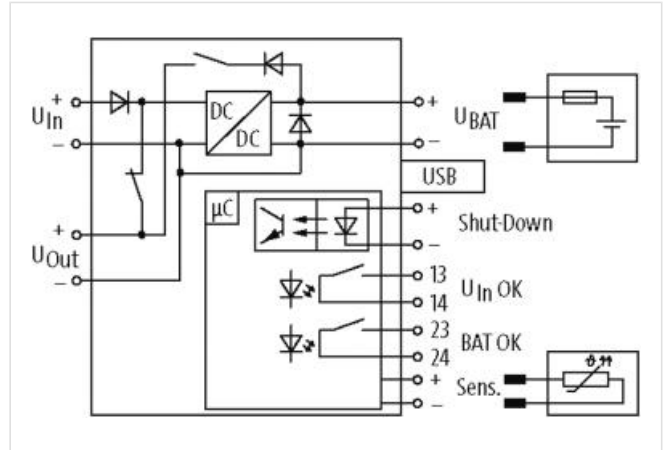 +
U In
−
+
U Out
−
DC
DC
+
U BAT
−
USB
µC
+
Shut-Down
−
13
U In OK
14
23
BAT OK
24
+
Sens.
−
ϑ